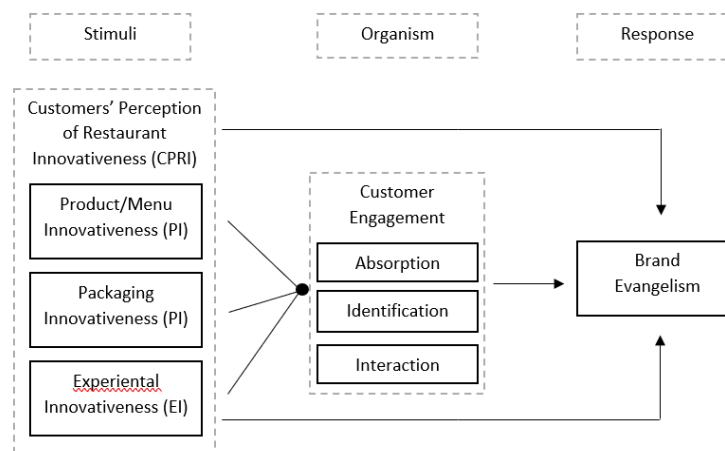 Stimuli
Organism
Response
Customers’ Perception
of Restaurant
Innovativeness (CPRI)
Product/Menu
Innovativeness (PI)
Packaging
Innovativeness (PI)
Experiental
Innovativeness (EI)
Customer
Engagement
Absorption
Identification
Interaction
Brand
Evangelism